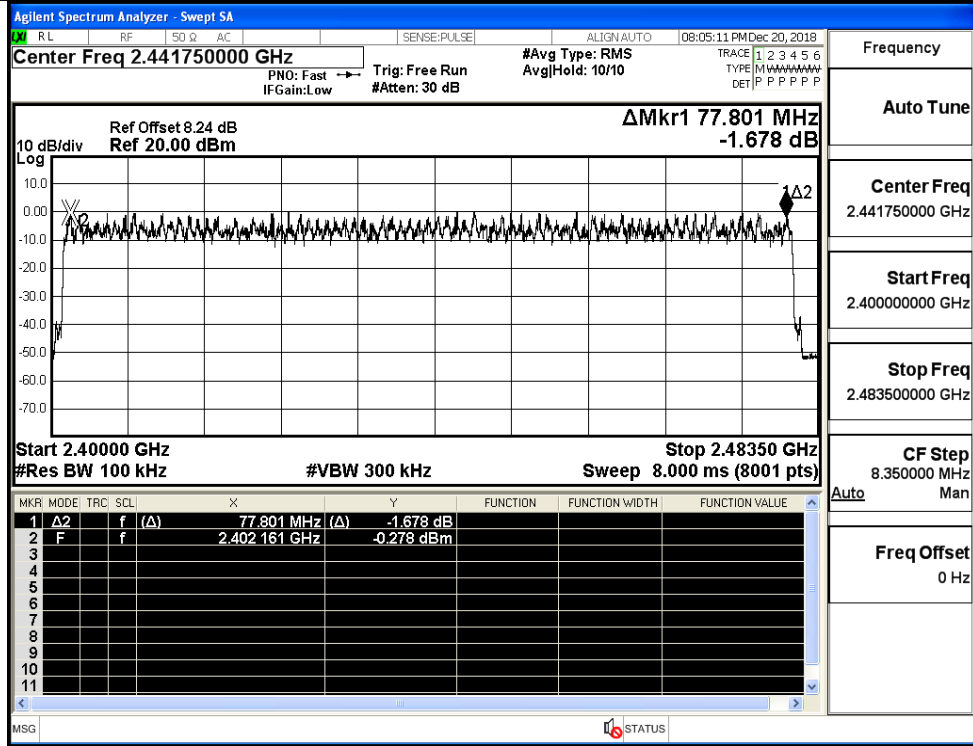 Agilent Spectrum Analyzer - Swept SA
LXI RL RF 50 Ω AC SENSE:PULSE ALIGNAUTO 08:05:11 PM Dec 20, 2018
Center Freq 2.441750000 GHz
PNO: Fast
IFGain:Low
Trig: Free Run
#Atten: 30 dB
#Avg Type: RMS
Avg|Hold: 10/10
TRACE 1 2 3 4 5 6
TYPE M WWWWW
DET P P P P P P
ΔMkr1 77.801 MHz
-1.678 dB
Ref Offset 8.24 dB
10 dB/div Ref 20.00 dBm
Log
10.0
0.00
-10.0
-20.0
-30.0
-40.0
-50.0
-60.0
-70.0
2
1Δ2
Start 2.40000 GHz Stop 2.48350 GHz
#Res BW 100 kHz #VBW 300 kHz Sweep 8.000 ms (8001 pts)
MKR MODE TRC SCL X Y FUNCTION FUNCTION WIDTH FUNCTION VALUE
1 Δ2 f (Δ) 77.801 MHz (Δ) -1.678 dB
2 F f 2.402 161 GHz -0.278 dBm
3
4
5
6
7
8
9
10
11
MSG STATUS
Frequency
Auto Tune
Center Freq
2.441750000 GHz
Start Freq
2.400000000 GHz
Stop Freq
2.483500000 GHz
CF Step
8.350000 MHz
Auto Man
Freq Offset
0 Hz